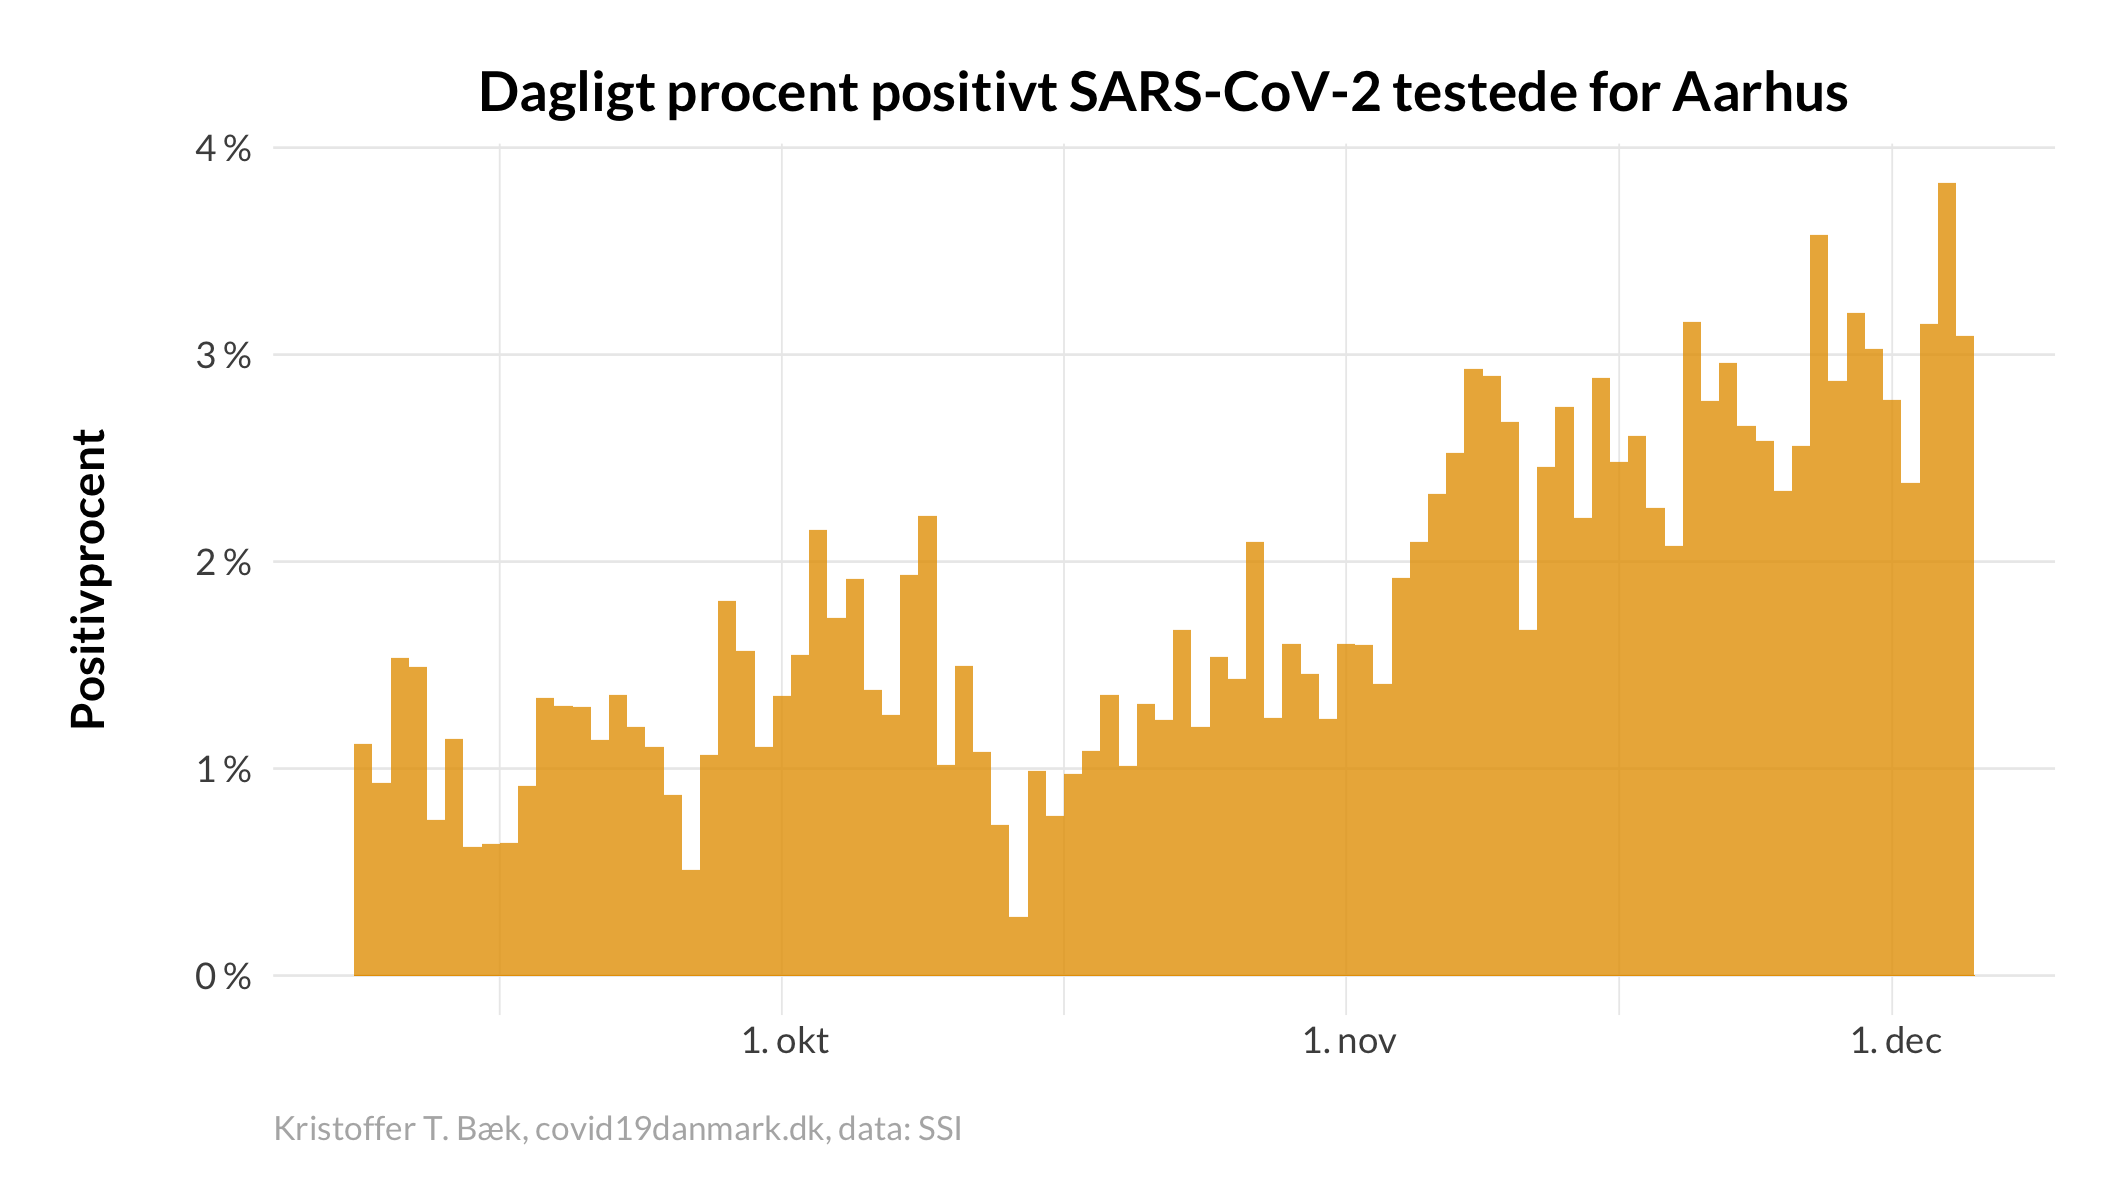 Dagligt procent positivt SARS-CoV-2 testede for Aarhus
Positivprocent
4 %
3 %
2 %
1 %
0 %
1. okt
1. nov
1. dec
Kristoffer T. Bæk, covid19danmark.dk, data: SSI